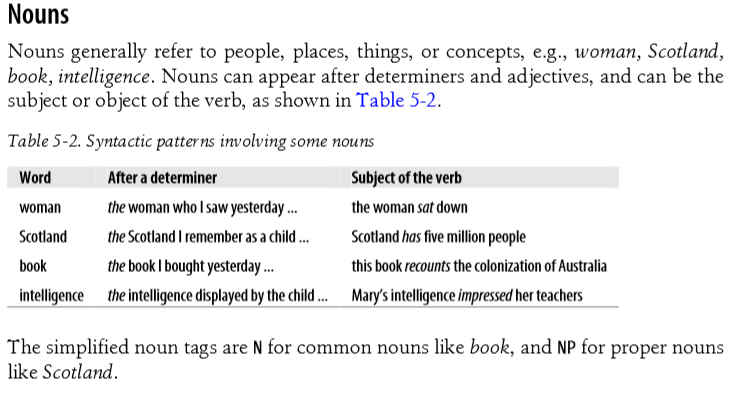 Nouns
Nouns generally refer to people, places, things, or concepts, e.g., woman, Scotland,
book, intelligence. Nouns can appear after determiners and adjectives, and can be the
subject or object of the verb, as shown in Table 5-2.
Table 5-2. Syntactic patterns involving some nouns
Word After a determiner Subject of the verb
woman the woman who I saw yesterday ... the woman sat down
Scotland the Scotland I remember as a child ... Scotland has five million people
book the book I bought yesterday ... this book recounts the colonization of Australia
intelligence the intelligence displayed by the child ... Mary's intelligence impressed her teachers
The simplified noun tags are N for common nouns like book, and NP for proper nouns
like Scotland.